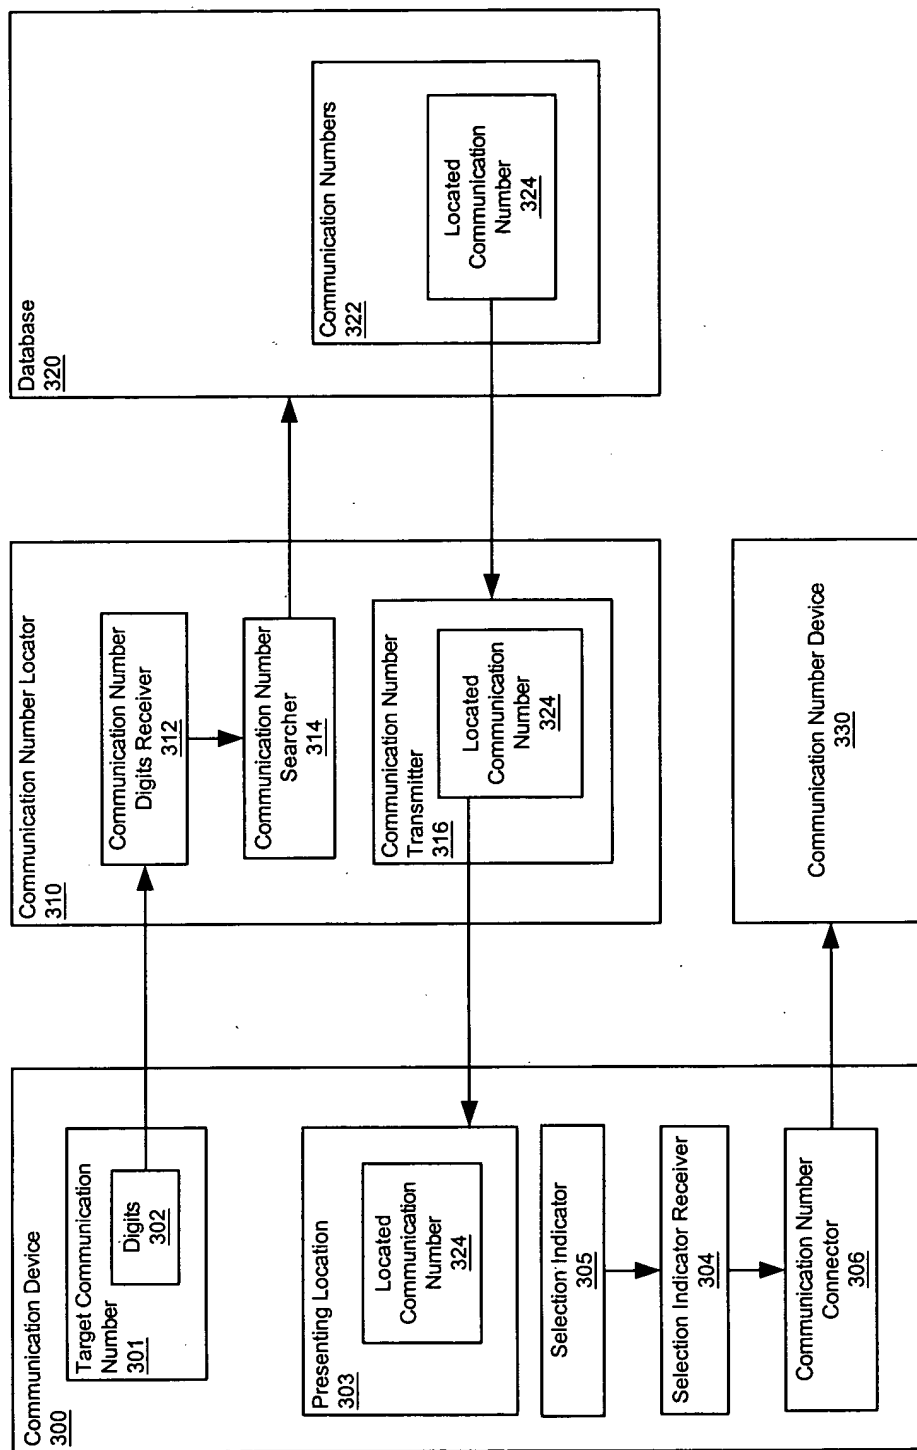 Communication Device
300
Target Communication
Number
301
Digits
302
Presenting Location
303
Located
Communication
Number
324
Selection Indicator
305
Selection Indicator Receiver
304
Communication Number
Connector
306
Communication Number Locator
310
Communication Number
Digits Receiver
312
Communication Number
Searcher
314
Communication Number
Transmitter
316
Located
Communication
Number
324
Communication Number Device
330
Database
320
Communication Numbers
322
Located
Communication
Number
324